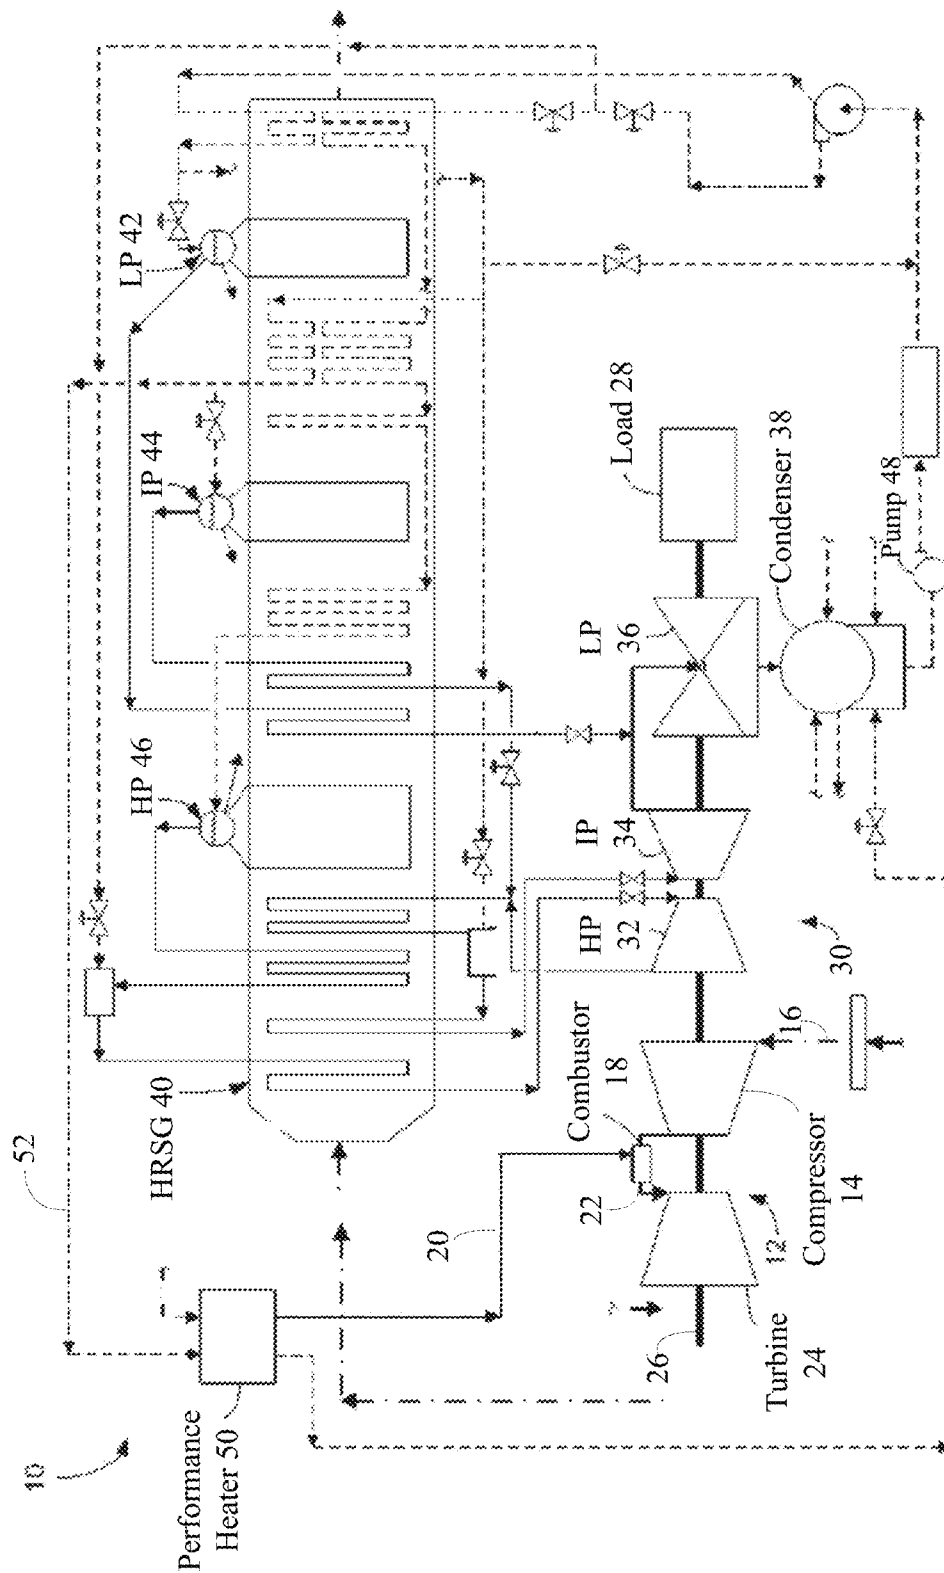 10
52
Performance
Heater 50
HRSG 40
HP 46
IP 44
LP 42
20
22
Combustor
18
26
Turbine
24
12
Compressor
14
16
30
HP
32
IP
34
LP
36
Load 28
Condenser 38
Pump 48